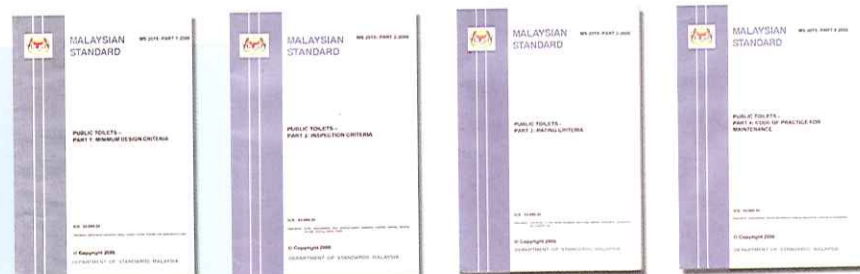 MALAYSIAN
STANDARD
MS 2015: PART 1:2006
PUBLIC TOILETS -
PART 1: MINIMUM DESIGN CRITERIA
© Copyright 2006
DEPARTMENT OF STANDARDS MALAYSIA
MALAYSIAN
STANDARD
MS 2015: PART 2:2006
PUBLIC TOILETS -
PART 2: INSPECTION CRITERIA
© Copyright 2006
DEPARTMENT OF STANDARDS MALAYSIA
MALAYSIAN
STANDARD
MS 2015: PART 3:2006
PUBLIC TOILETS -
PART 3: RATING CRITERIA
© Copyright 2006
DEPARTMENT OF STANDARDS MALAYSIA
MALAYSIAN
STANDARD
MS 2015: PART 4:2006
PUBLIC TOILETS -
PART 4: CODE OF PRACTICE FOR
MAINTENANCE
© Copyright 2006
DEPARTMENT OF STANDARDS MALAYSIA